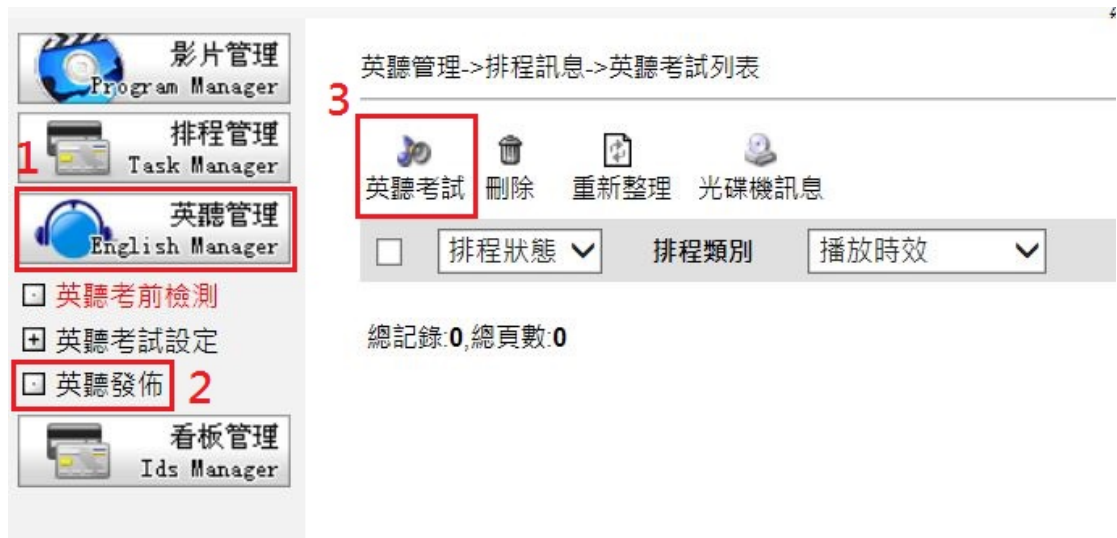 影片管理
Program Manager
排程管理
Task Manager
1
英聽管理
English Manager
英聽考前檢測
英聽考試設定
英聽發佈
2
看板管理
Ids Manager
英聽管理->排程訊息->英聽考試列表
3
英聽考試 刪除 重新整理 光碟機訊息
排程狀態 排程類別 播放時效
總記錄:0,總頁數:0